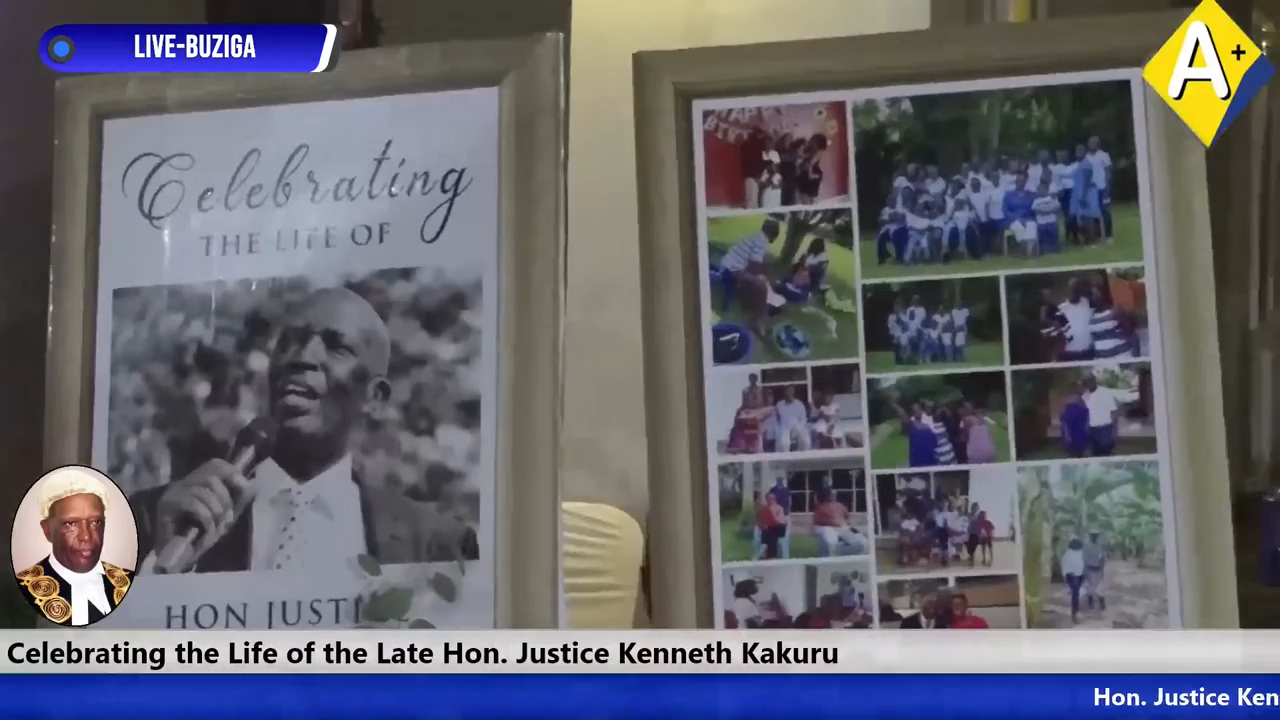 LIVE-BUZIGA
A+
Celebrating
THE LIFE OF
HON JUSTI
Celebrating the Life of the Late Hon. Justice Kenneth Kakuru
Hon. Justice Ken